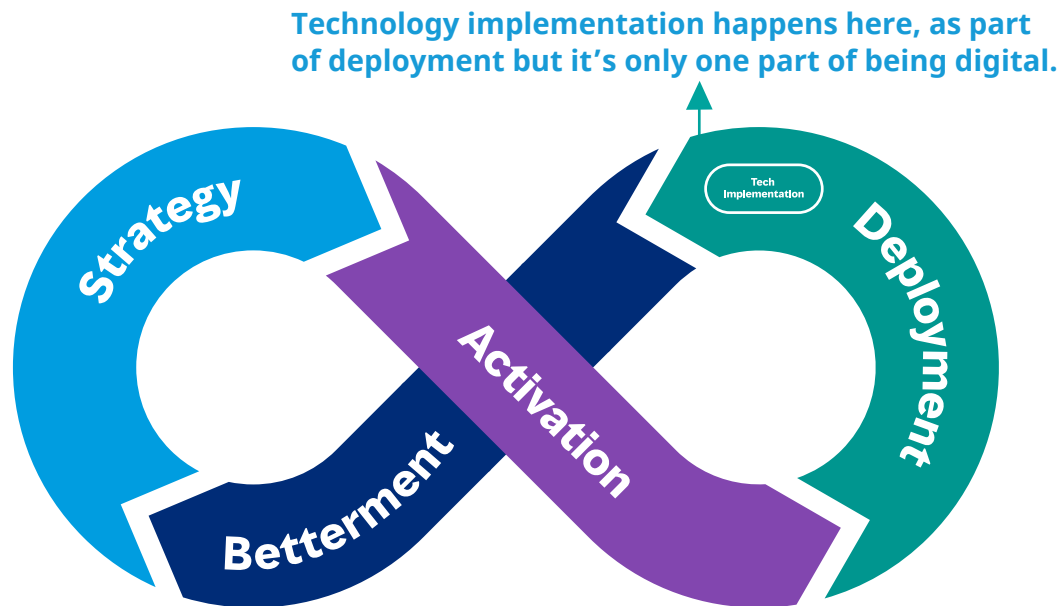 Technology implementation happens here, as part
of deployment but it’s only one part of being digital.
Strategy
Tech
Implementation
Deployment
Activation
Betterment